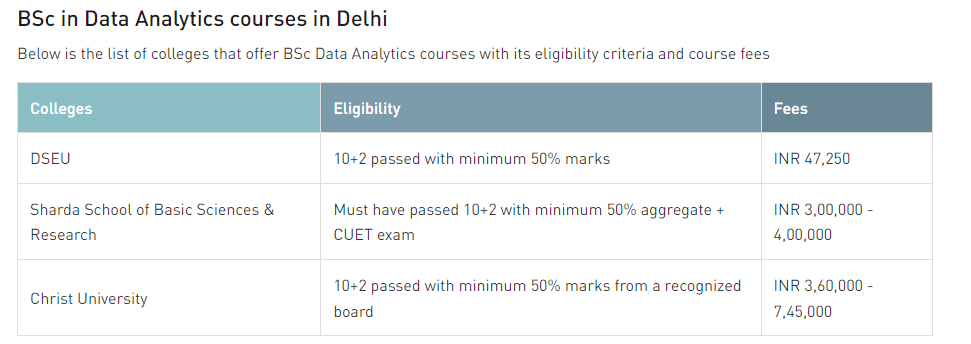 BSc in Data Analytics courses in Delhi
Below is the list of colleges that offer BSc Data Analytics courses with its eligibility criteria and course fees
Colleges
Eligibility
Fees
DSEU
10+2 passed with minimum 50% marks
INR 47,250
Sharda School of Basic Sciences &
Research
Must have passed 10+2 with minimum 50% aggregate +
CUET exam
INR 3,00,000 -
4,00,000
Christ University
10+2 passed with minimum 50% marks from a recognized
board
INR 3,60,000 -
7,45,000